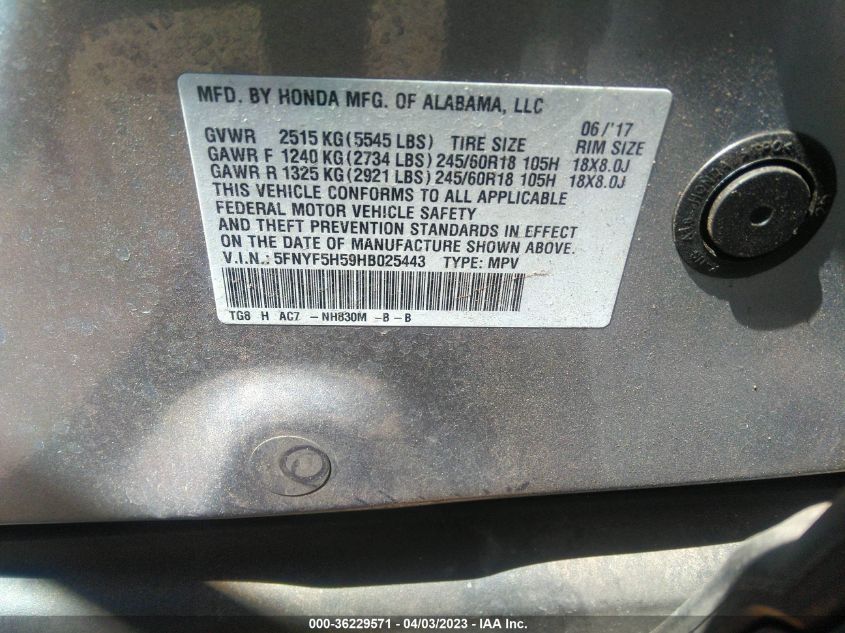 MFD. BY HONDA MFG. OF ALABAMA, LLC
06/'17
GVWR 2515 KG(5545 LBS) TIRE SIZE RIM SIZE
GAWR F 1240 KG(2734 LBS) 245/60R18 105H 18X8.0J
GAWR R 1325 KG(2921 LBS) 245/60R18 105H 18X8.0J
THIS VEHICLE CONFORMS TO ALL APPLICABLE
FEDERAL MOTOR VEHICLE SAFETY
AND THEFT PREVENTION STANDARDS IN EFFECT
ON THE DATE OF MANUFACTURE SHOWN ABOVE.
V.I.N.: 5FNYF5H59HB025443 TYPE: MPV
TG8 H AC7 -NH830M -B-B
000-36229571 - 04/03/2023 - IAA Inc.